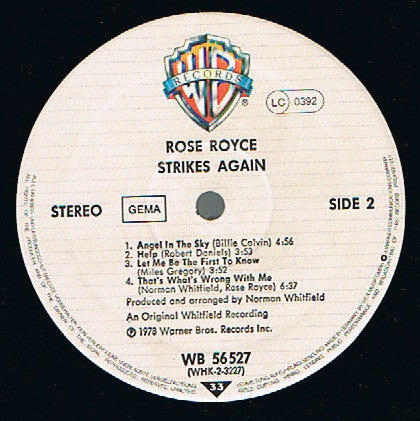 WB
RECORDS
®
LC 0392
ROSE ROYCE
STRIKES AGAIN
STEREO GEMA SIDE 2
1. Angel In The Sky (Billie Calvin) 4:56
2. Help (Robert Daniels) 3:53
3. Let Me Be The First To Know
(Miles Gregory) 3:52
4. That's What's Wrong With Me
(Norman Whitfield, Rose Royce) 6:37
Produced and arranged by Norman Whitfield
An Original Whitfield Recording
℗ 1978 Warner Bros. Records Inc.
WB 56 527
(WHK-2-3227)
33